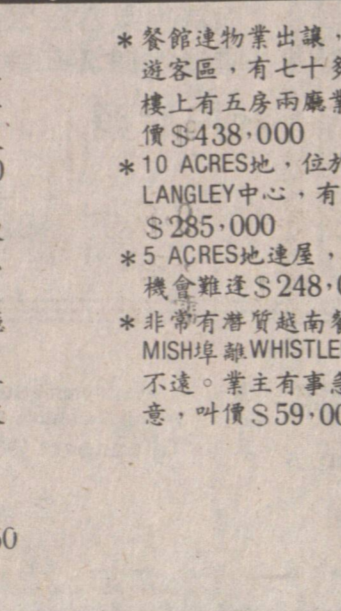 *餐館連物業出讓，
遊客區，有七十
樓上有五房兩廳
價$438,000
*10 ACRES地，位於
LANGLEY中心，有
$285,000
*5 ACRES地連屋，
機會難逢$248,
*非常有潛質越南
MISH埠離WHISTLE
不遠。業主有事
意，叫價$59,00